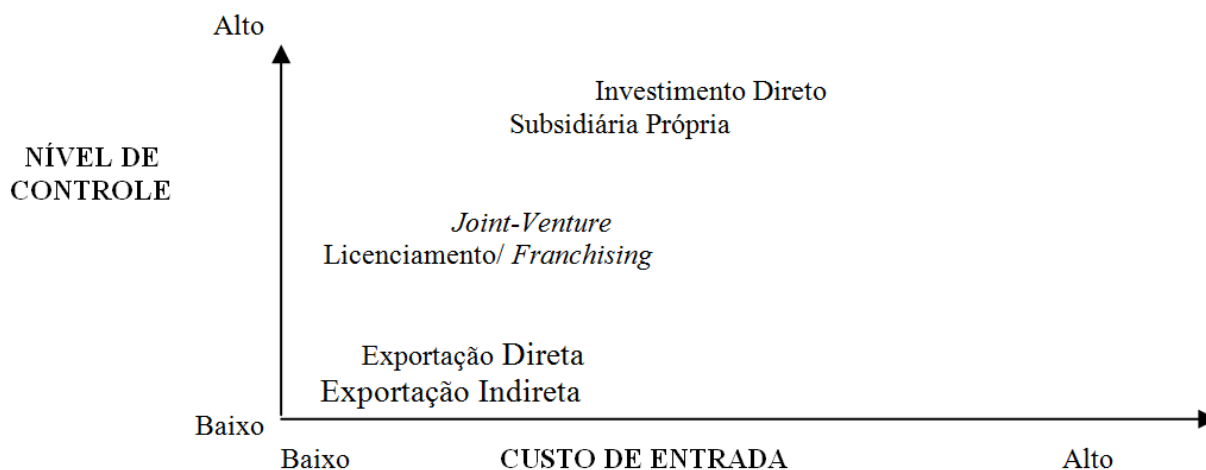 Alto
Investimento Direto
Subsidiária Própria
NÍVEL DE
CONTROLE
Joint-Venture
Licenciamento/ Franchising
Exportação Direta
Exportação Indireta
Baixo
Baixo CUSTO DE ENTRADA Alto